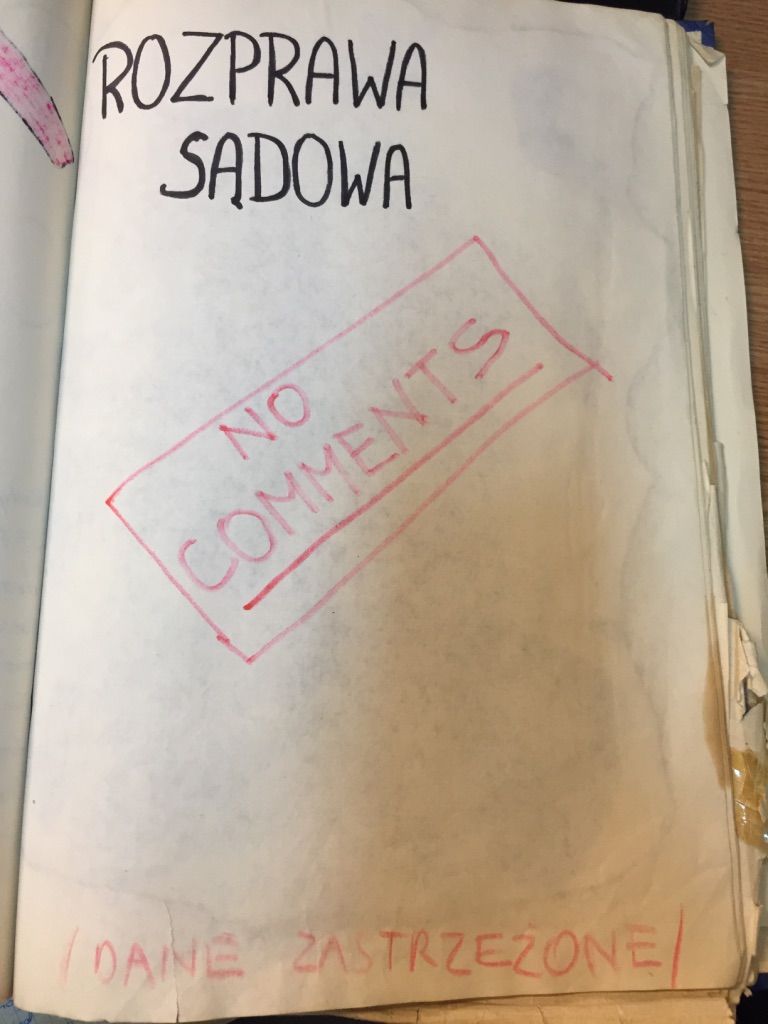 ROZPRAWA
SĄDOWA
NO
COMMENTS
/DANE ZASTRZEŻONE/